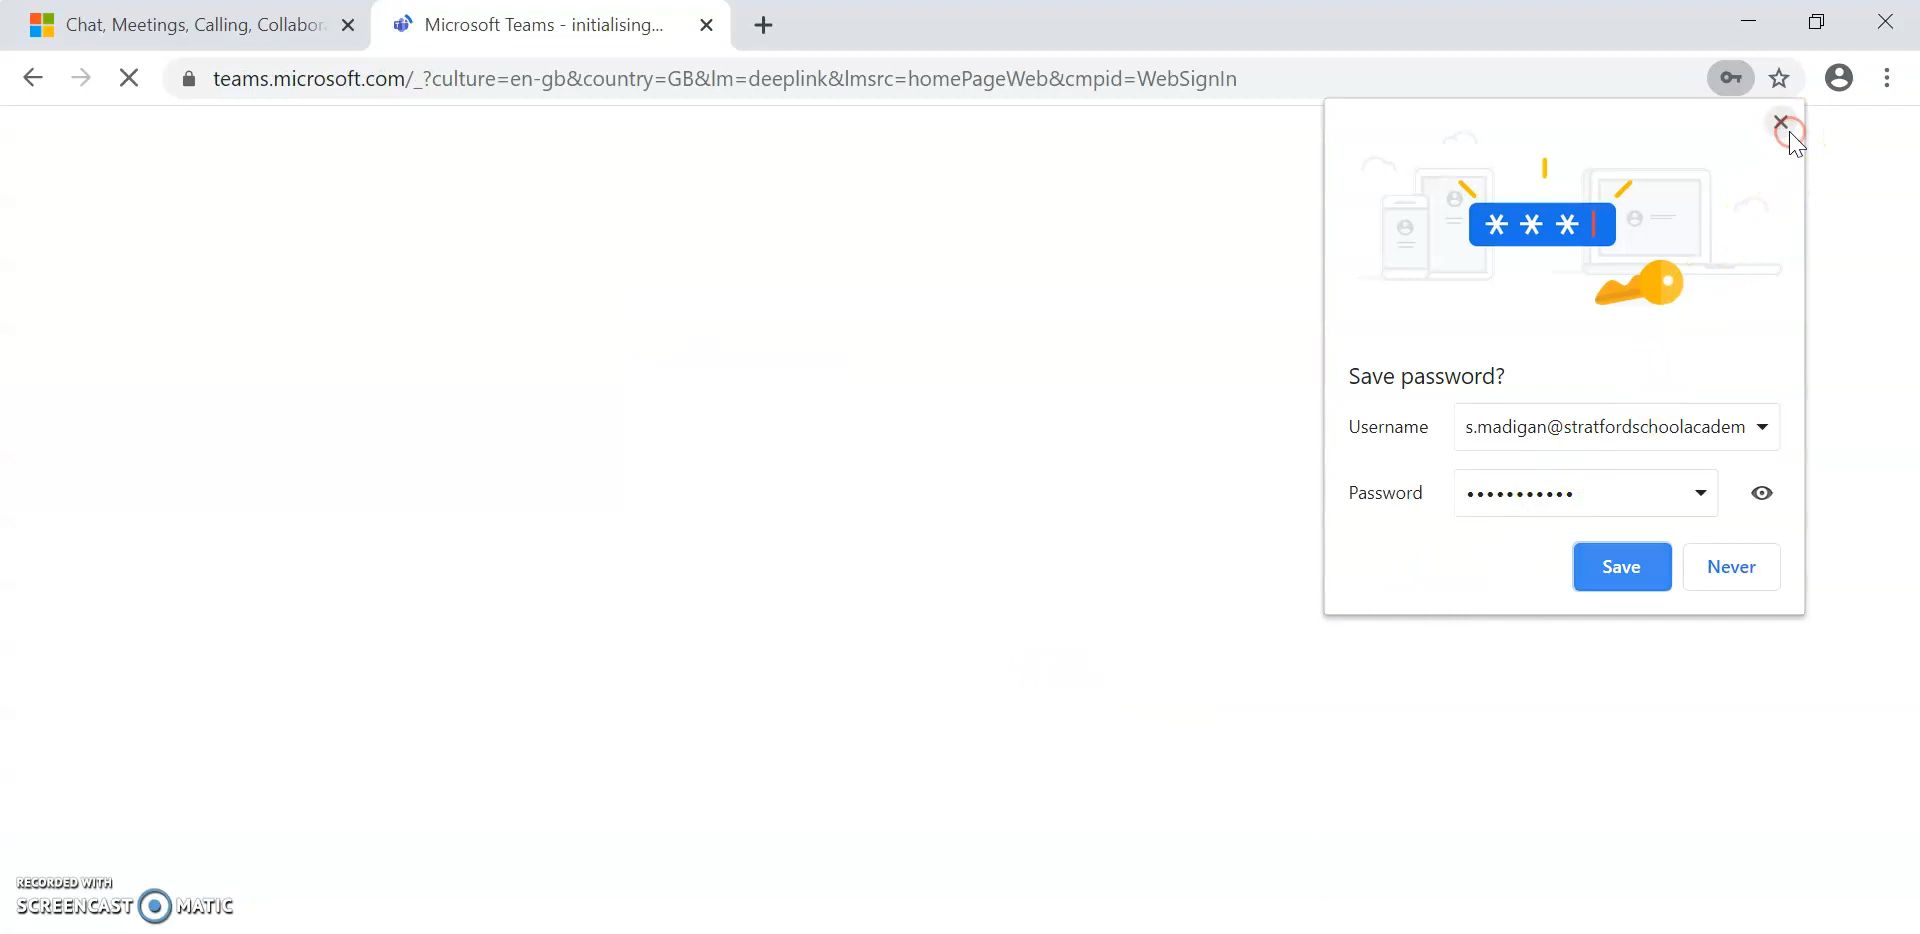 Chat, Meetings, Calling, Collabor
Microsoft Teams - initialising...
teams.microsoft.com/_?culture=en-gb&country=GB&lm=deeplink&lmsrc=homePageWeb&cmpid=WebSignIn
***
Save password?
Username s.madigan@stratfordschoolacadem
Password •••••••••••
Save Never
RECORDED WITH
SCREENCAST MATIC